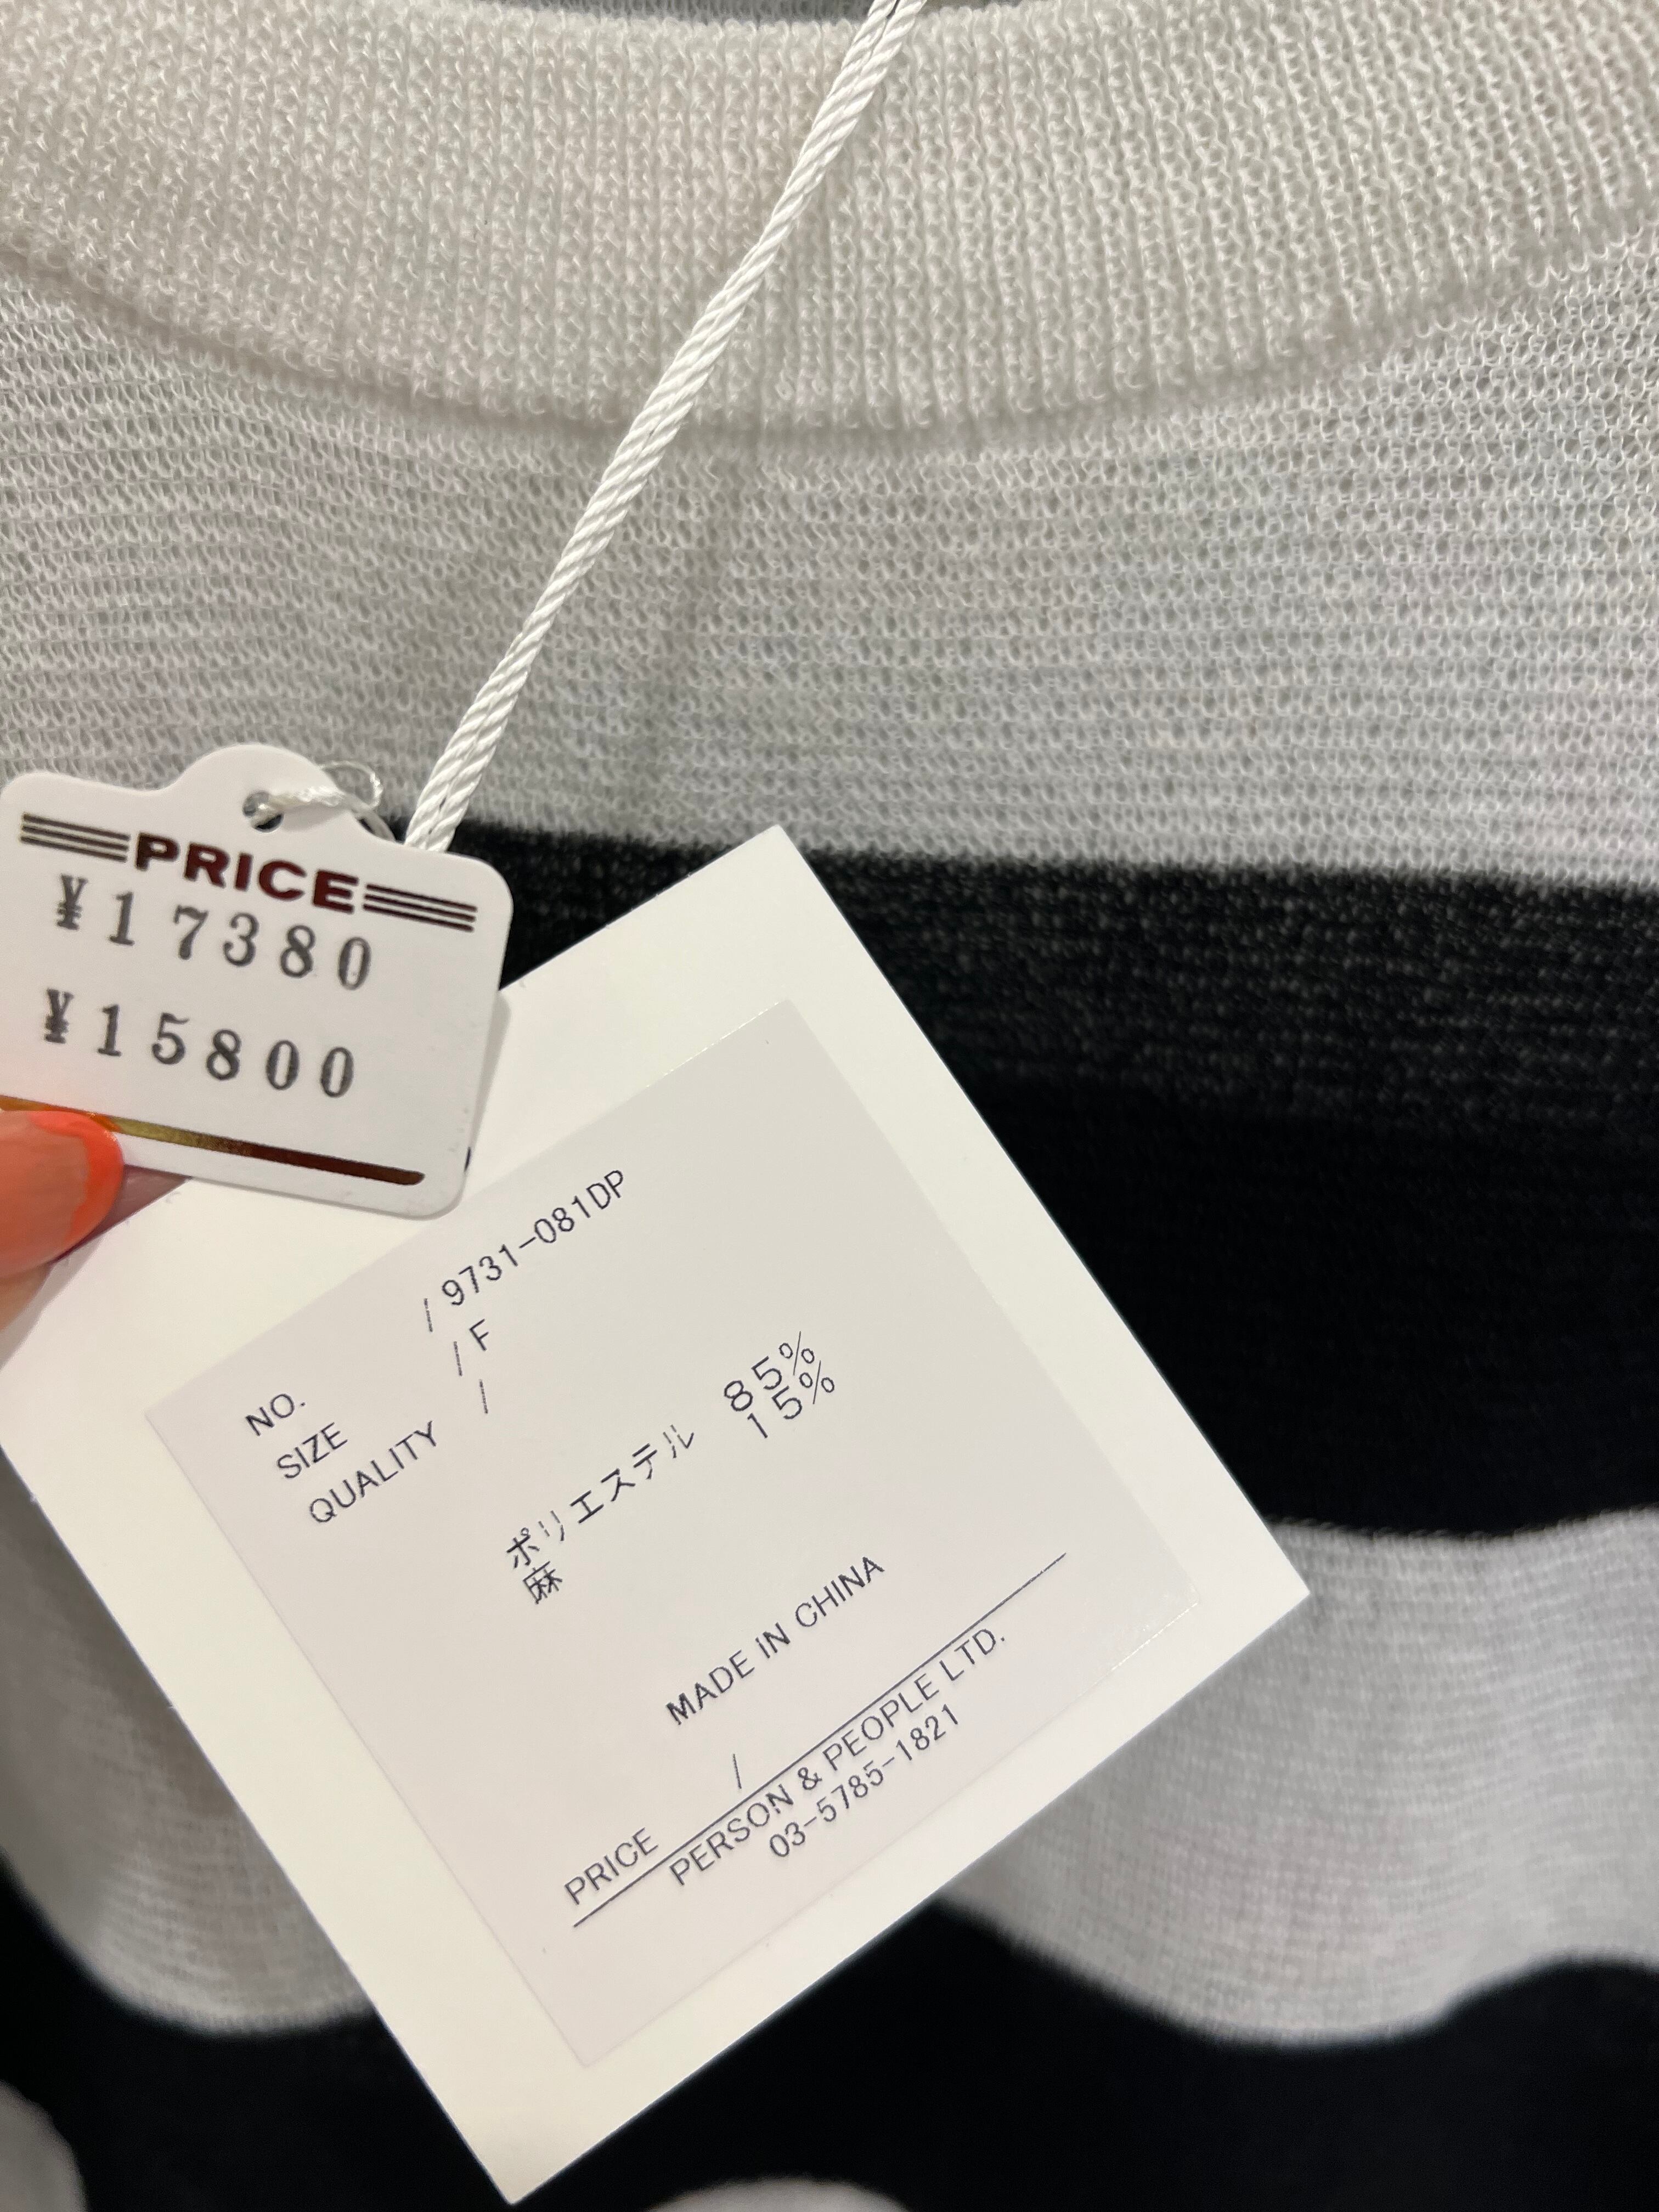 PRICE
¥17380
¥15800
NO. / 9731-081DP
SIZE / F
QUALITY /
ポリエステル 85%
麻 15%
MADE IN CHINA
PRICE /
PERSON & PEOPLE LTD.
03-5785-1821